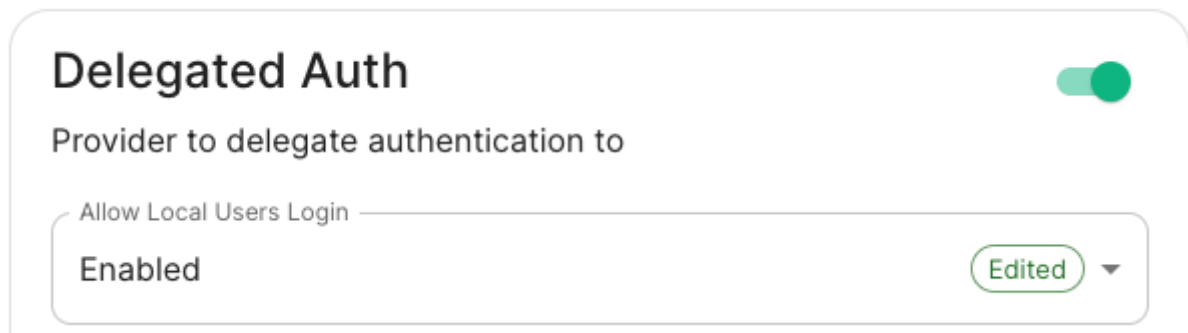 Delegated Auth
Provider to delegate authentication to
Allow Local Users Login
Enabled
Edited